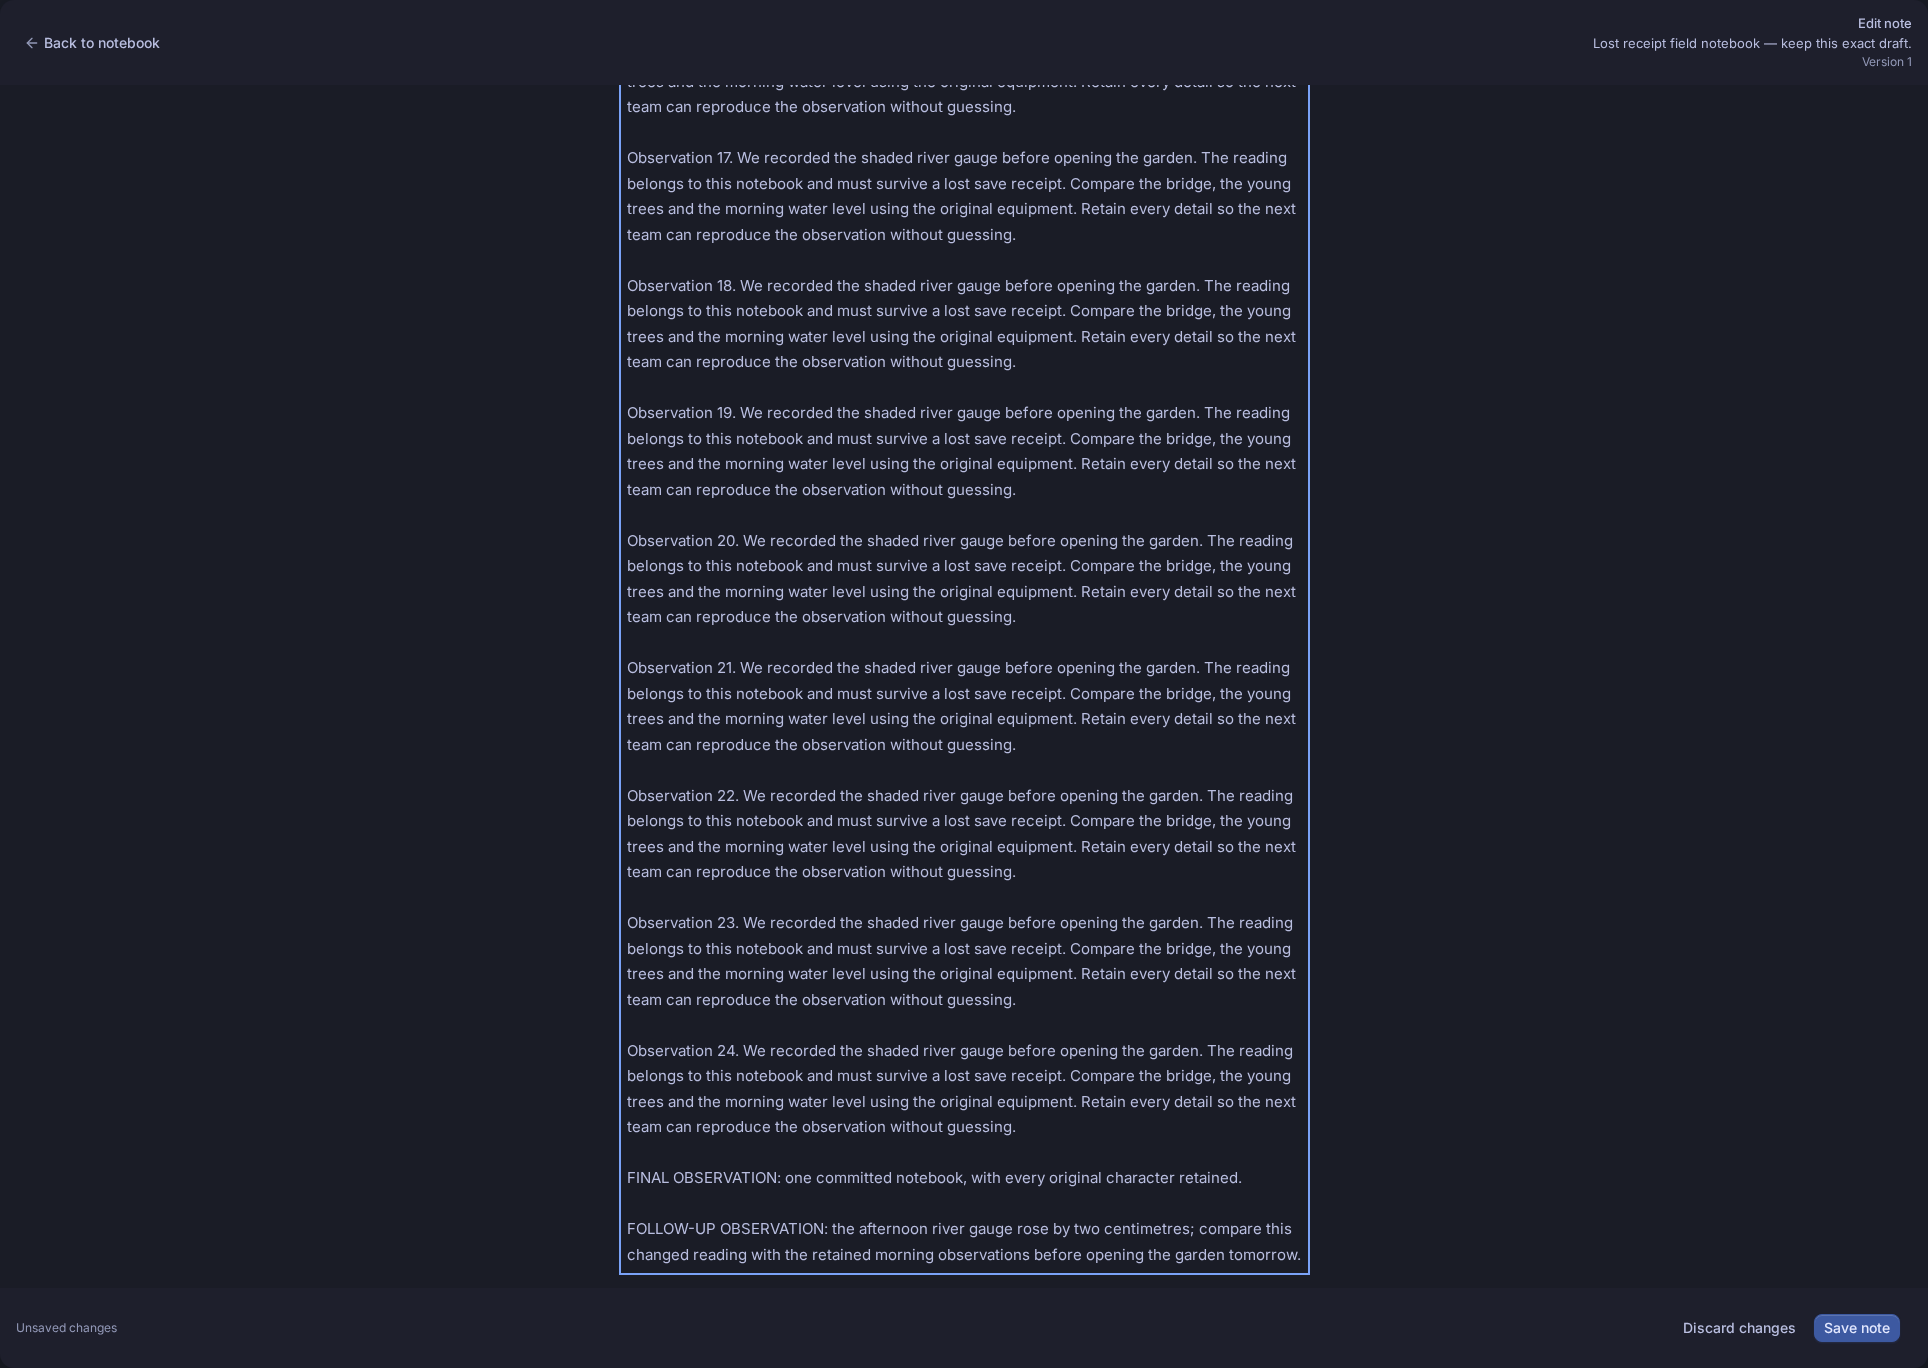 Back to notebook
Edit note
Lost receipt field notebook — keep this exact draft.
Version 1
trees and the morning water level using the original equipment. Retain every detail so the next
team can reproduce the observation without guessing.
Observation 17. We recorded the shaded river gauge before opening the garden. The reading
belongs to this notebook and must survive a lost save receipt. Compare the bridge, the young
trees and the morning water level using the original equipment. Retain every detail so the next
team can reproduce the observation without guessing.
Observation 18. We recorded the shaded river gauge before opening the garden. The reading
belongs to this notebook and must survive a lost save receipt. Compare the bridge, the young
trees and the morning water level using the original equipment. Retain every detail so the next
team can reproduce the observation without guessing.
Observation 19. We recorded the shaded river gauge before opening the garden. The reading
belongs to this notebook and must survive a lost save receipt. Compare the bridge, the young
trees and the morning water level using the original equipment. Retain every detail so the next
team can reproduce the observation without guessing.
Observation 20. We recorded the shaded river gauge before opening the garden. The reading
belongs to this notebook and must survive a lost save receipt. Compare the bridge, the young
trees and the morning water level using the original equipment. Retain every detail so the next
team can reproduce the observation without guessing.
Observation 21. We recorded the shaded river gauge before opening the garden. The reading
belongs to this notebook and must survive a lost save receipt. Compare the bridge, the young
trees and the morning water level using the original equipment. Retain every detail so the next
team can reproduce the observation without guessing.
Observation 22. We recorded the shaded river gauge before opening the garden. The reading
belongs to this notebook and must survive a lost save receipt. Compare the bridge, the young
trees and the morning water level using the original equipment. Retain every detail so the next
team can reproduce the observation without guessing.
Observation 23. We recorded the shaded river gauge before opening the garden. The reading
belongs to this notebook and must survive a lost save receipt. Compare the bridge, the young
trees and the morning water level using the original equipment. Retain every detail so the next
team can reproduce the observation without guessing.
Observation 24. We recorded the shaded river gauge before opening the garden. The reading
belongs to this notebook and must survive a lost save receipt. Compare the bridge, the young
trees and the morning water level using the original equipment. Retain every detail so the next
team can reproduce the observation without guessing.
FINAL OBSERVATION: one committed notebook, with every original character retained.
FOLLOW-UP OBSERVATION: the afternoon river gauge rose by two centimetres; compare this
changed reading with the retained morning observations before opening the garden tomorrow.
Unsaved changes
Discard changes
Save note